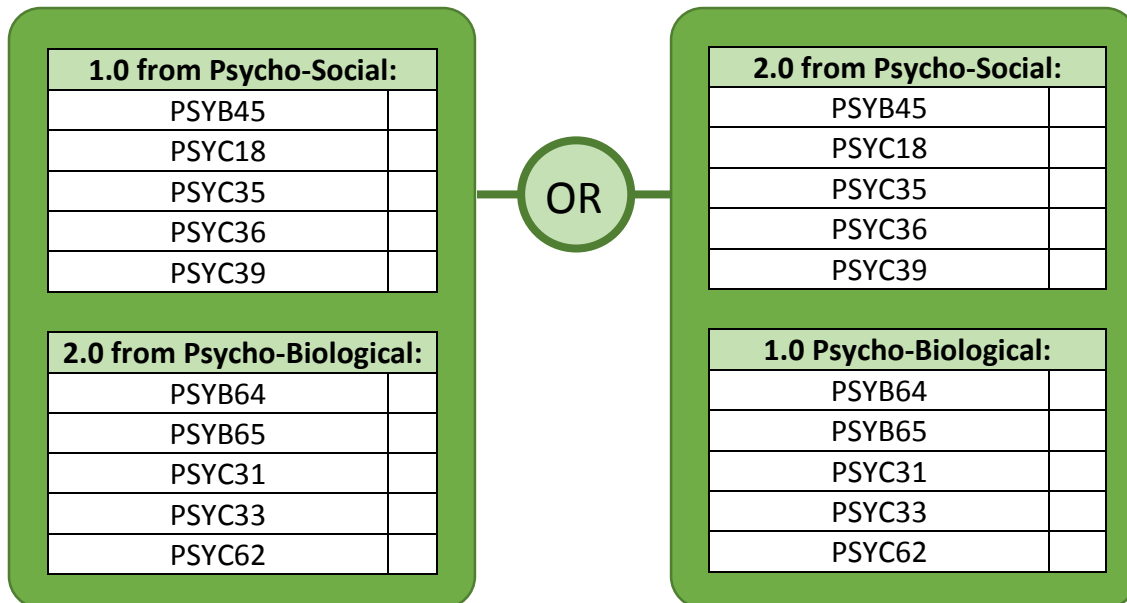 1.0 from Psycho-Social:
PSYB45
PSYC18
PSYC35
PSYC36
PSYC39
2.0 from Psycho-Biological:
PSYB64
PSYB65
PSYC31
PSYC33
PSYC62
OR
2.0 from Psycho-Social:
PSYB45
PSYC18
PSYC35
PSYC36
PSYC39
1.0 Psycho-Biological:
PSYB64
PSYB65
PSYC31
PSYC33
PSYC62